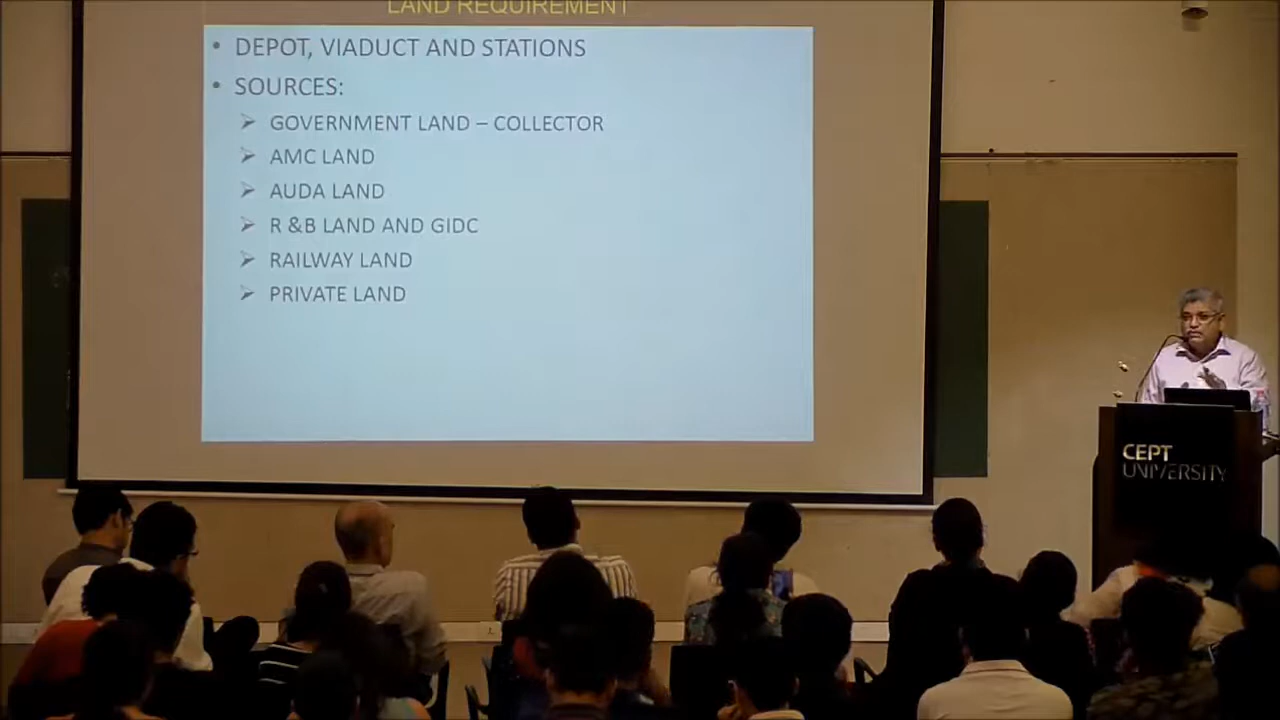 LAND REQUIREMENT
• DEPOT, VIADUCT AND STATIONS
• SOURCES:
➢ GOVERNMENT LAND – COLLECTOR
➢ AMC LAND
➢ AUDA LAND
➢ R &B LAND AND GIDC
➢ RAILWAY LAND
➢ PRIVATE LAND
CEPT
UNIVERSITY